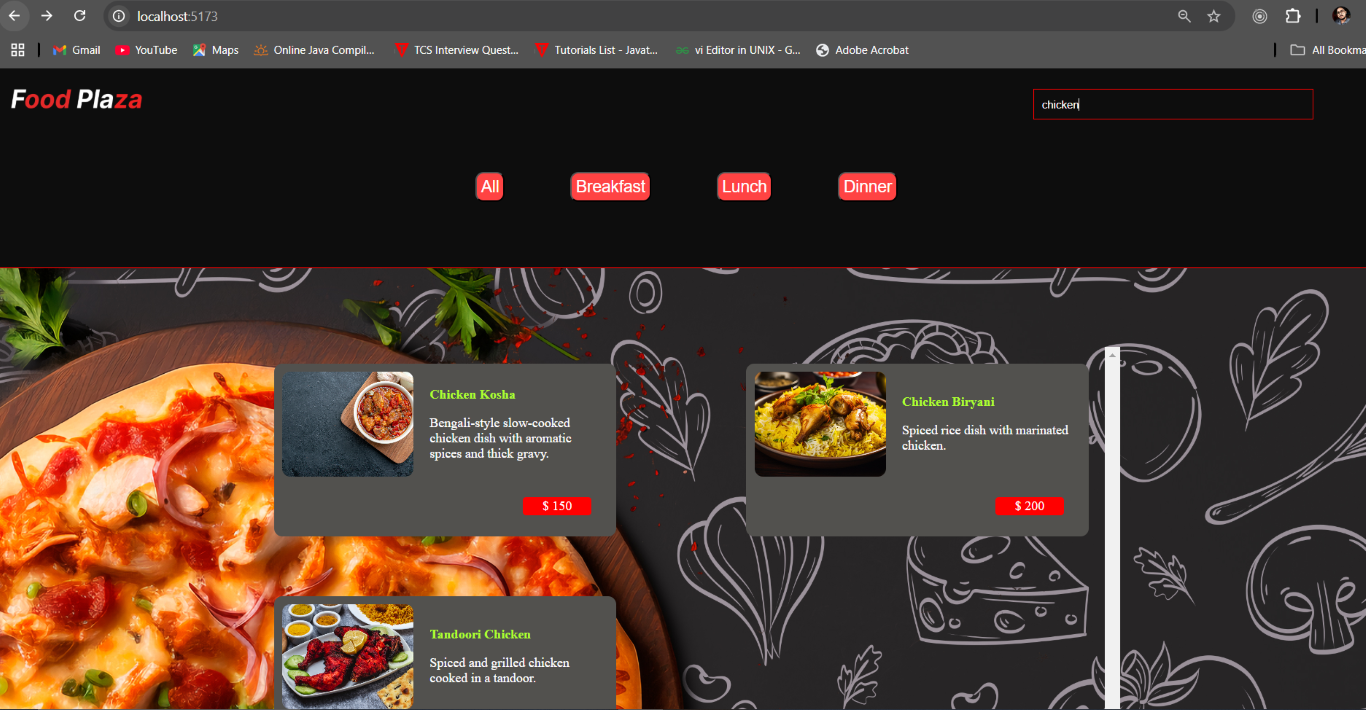 localhost:5173
Gmail
YouTube
Maps
Online Java Compil...
TCS Interview Quest...
Tutorials List - Javat...
vi Editor in UNIX - G...
Adobe Acrobat
All Bookma
Food Plaza
chicken
All
Breakfast
Lunch
Dinner
Chicken Kosha
Bengali-style slow-cooked
chicken dish with aromatic
spices and thick gravy.
$ 150
Chicken Biryani
Spiced rice dish with marinated
chicken.
$ 200
Tandoori Chicken
Spiced and grilled chicken
cooked in a tandoor.